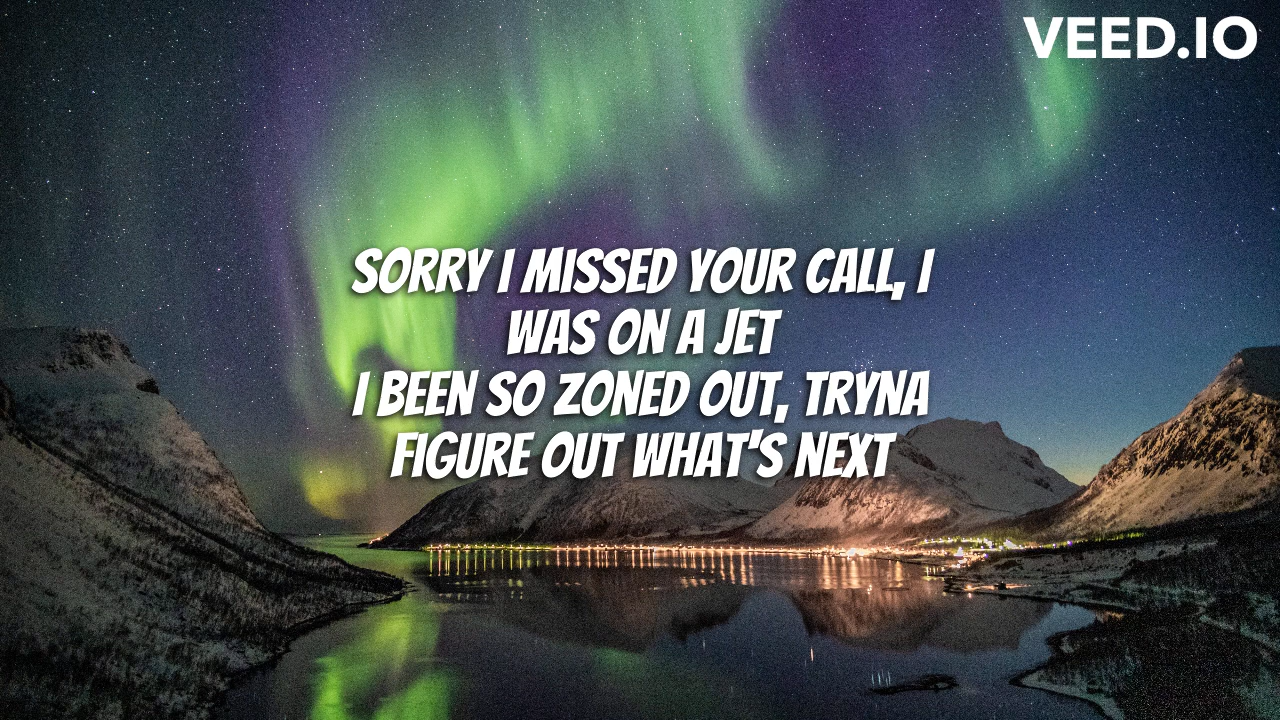 VEED.IO
SORRY I MISSED YOUR CALL, I
WAS ON A JET
I BEEN SO ZONED OUT, TRYNA
FIGURE OUT WHAT'S NEXT